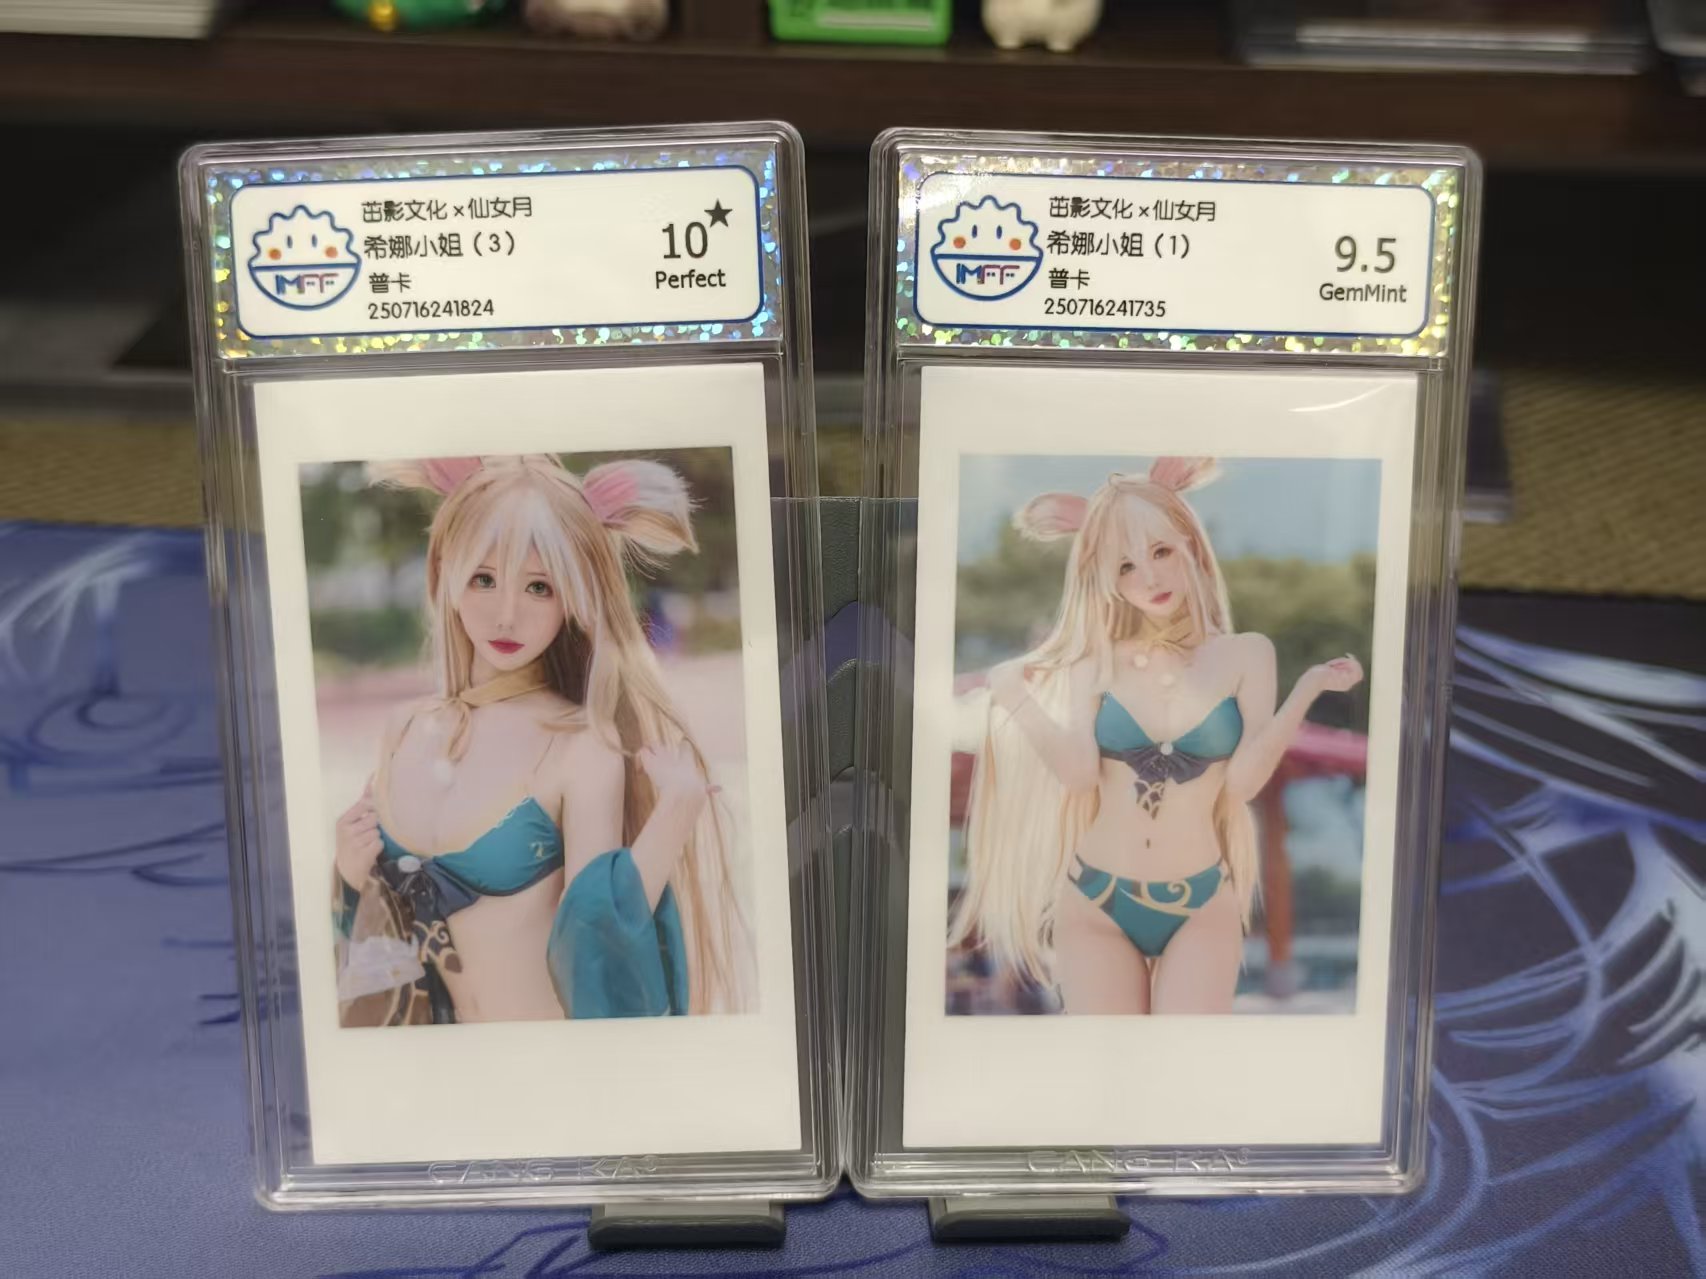 茁影文化×仙女月
希娜小姐（3）
普卡
250716241824
10★
Perfect
IMFF
CANG KA®
茁影文化×仙女月
希娜小姐（1）
普卡
250716241735
9.5
GemMint
IMFF
CANG KA®